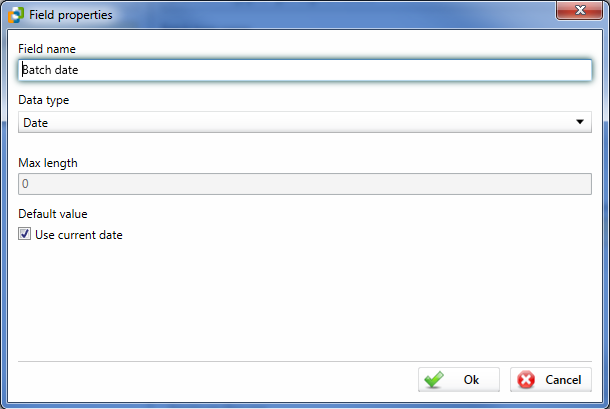 Field properties
Field name
Batch date
Data type
Date
Max length
0
Default value
Use current date
Ok Cancel